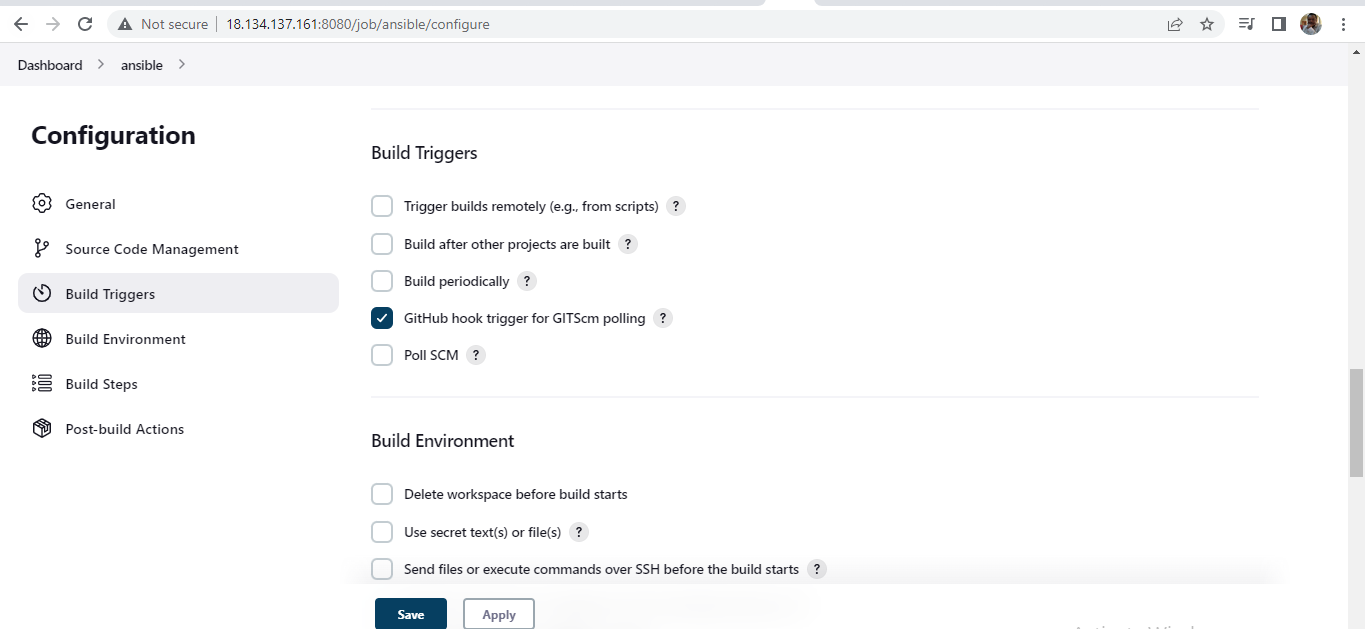 Not secure 18.134.137.161:8080/job/ansible/configure
Dashboard ansible
Configuration
General
Source Code Management
Build Triggers
Build Environment
Build Steps
Post-build Actions
Build Triggers
Trigger builds remotely (e.g., from scripts) ?
Build after other projects are built ?
Build periodically ?
GitHub hook trigger for GITScm polling ?
Poll SCM ?
Build Environment
Delete workspace before build starts
Use secret text(s) or file(s) ?
Send files or execute commands over SSH before the build starts ?
Save Apply